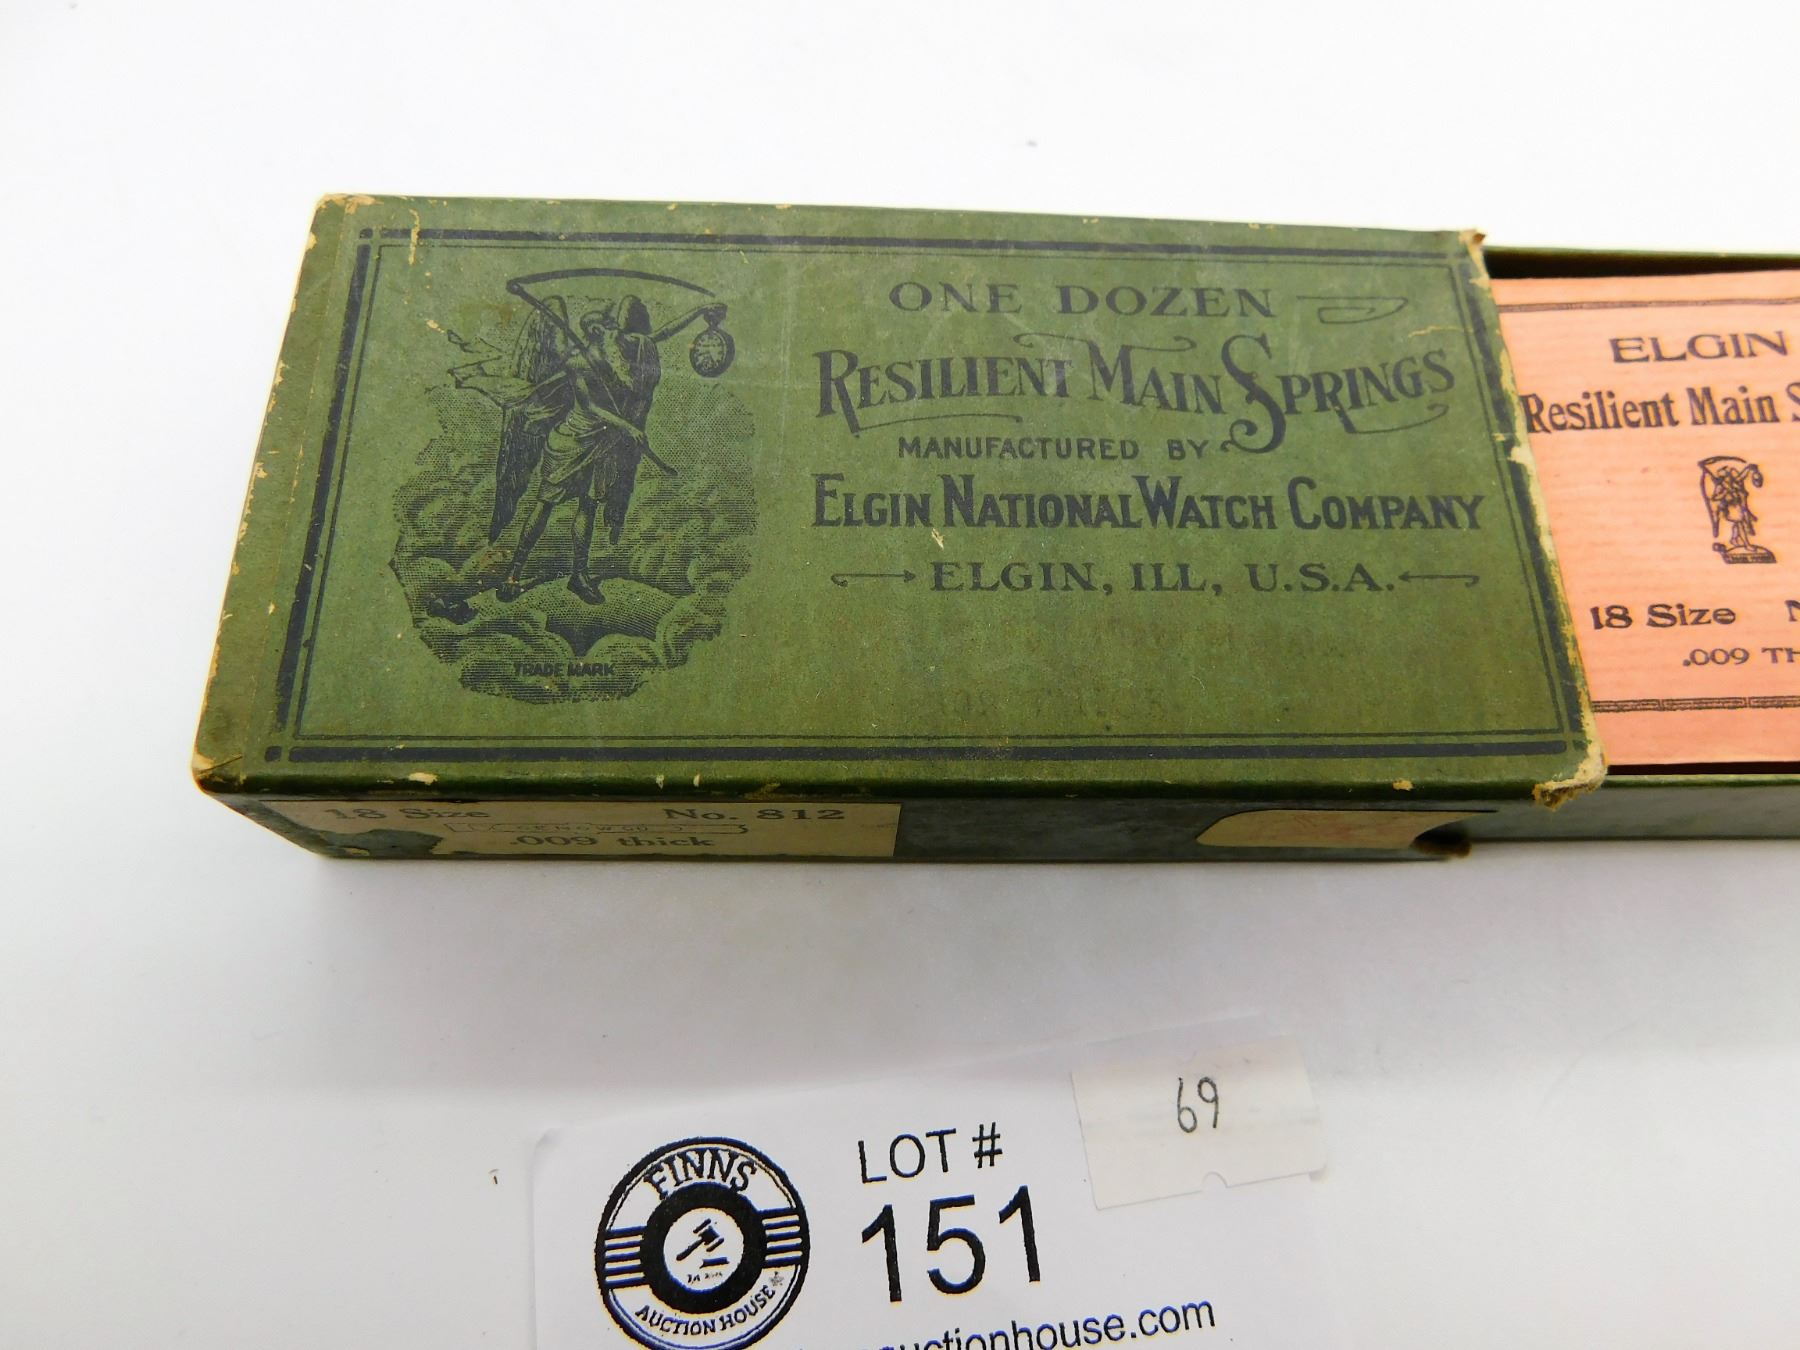 ONE DOZEN
RESILIENT MAIN SPRINGS
MANUFACTURED BY
ELGIN NATIONAL WATCH COMPANY
ELGIN, ILL, U.S.A.
TRADE MARK
ELGIN
Resilient Main S
18 Size N
.009 TH
18 Size No. 812
.009 thick
69
LOT #
151
FINNS
AUCTION HOUSE
auctionhouse.com